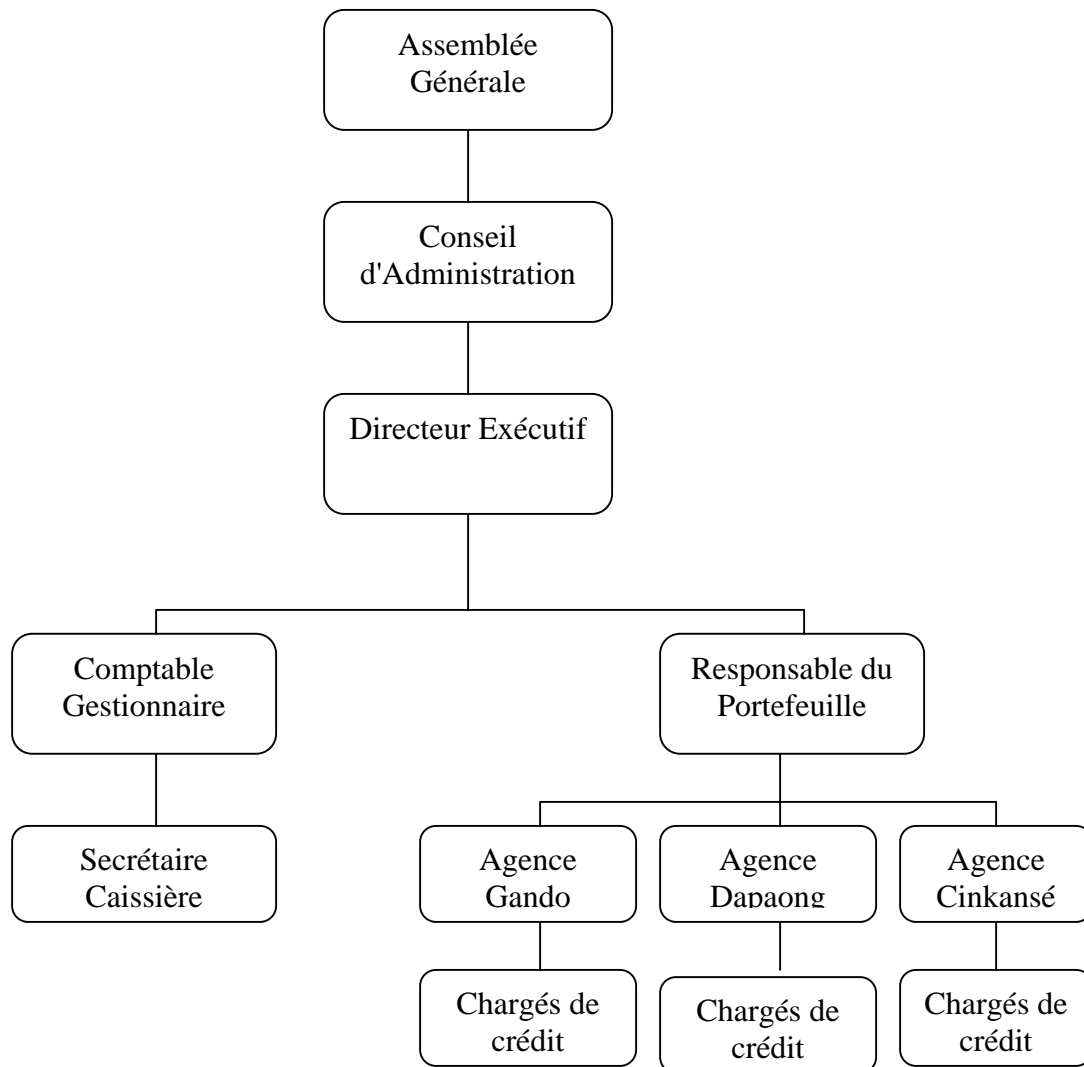 Assemblée
Générale
Conseil
d'Administration
Directeur Exécutif
Comptable
Gestionnaire
Responsable du
Portefeuille
Secrétaire
Caissière
Agence
Gando
Agence
Dapaong
Agence
Cinkansé
Chargés de
crédit
Chargés de
crédit
Chargés de
crédit